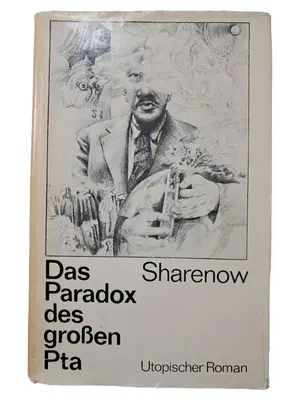 Das
Paradox
des
großen
Pta
Sharenow
Utopischer Roman